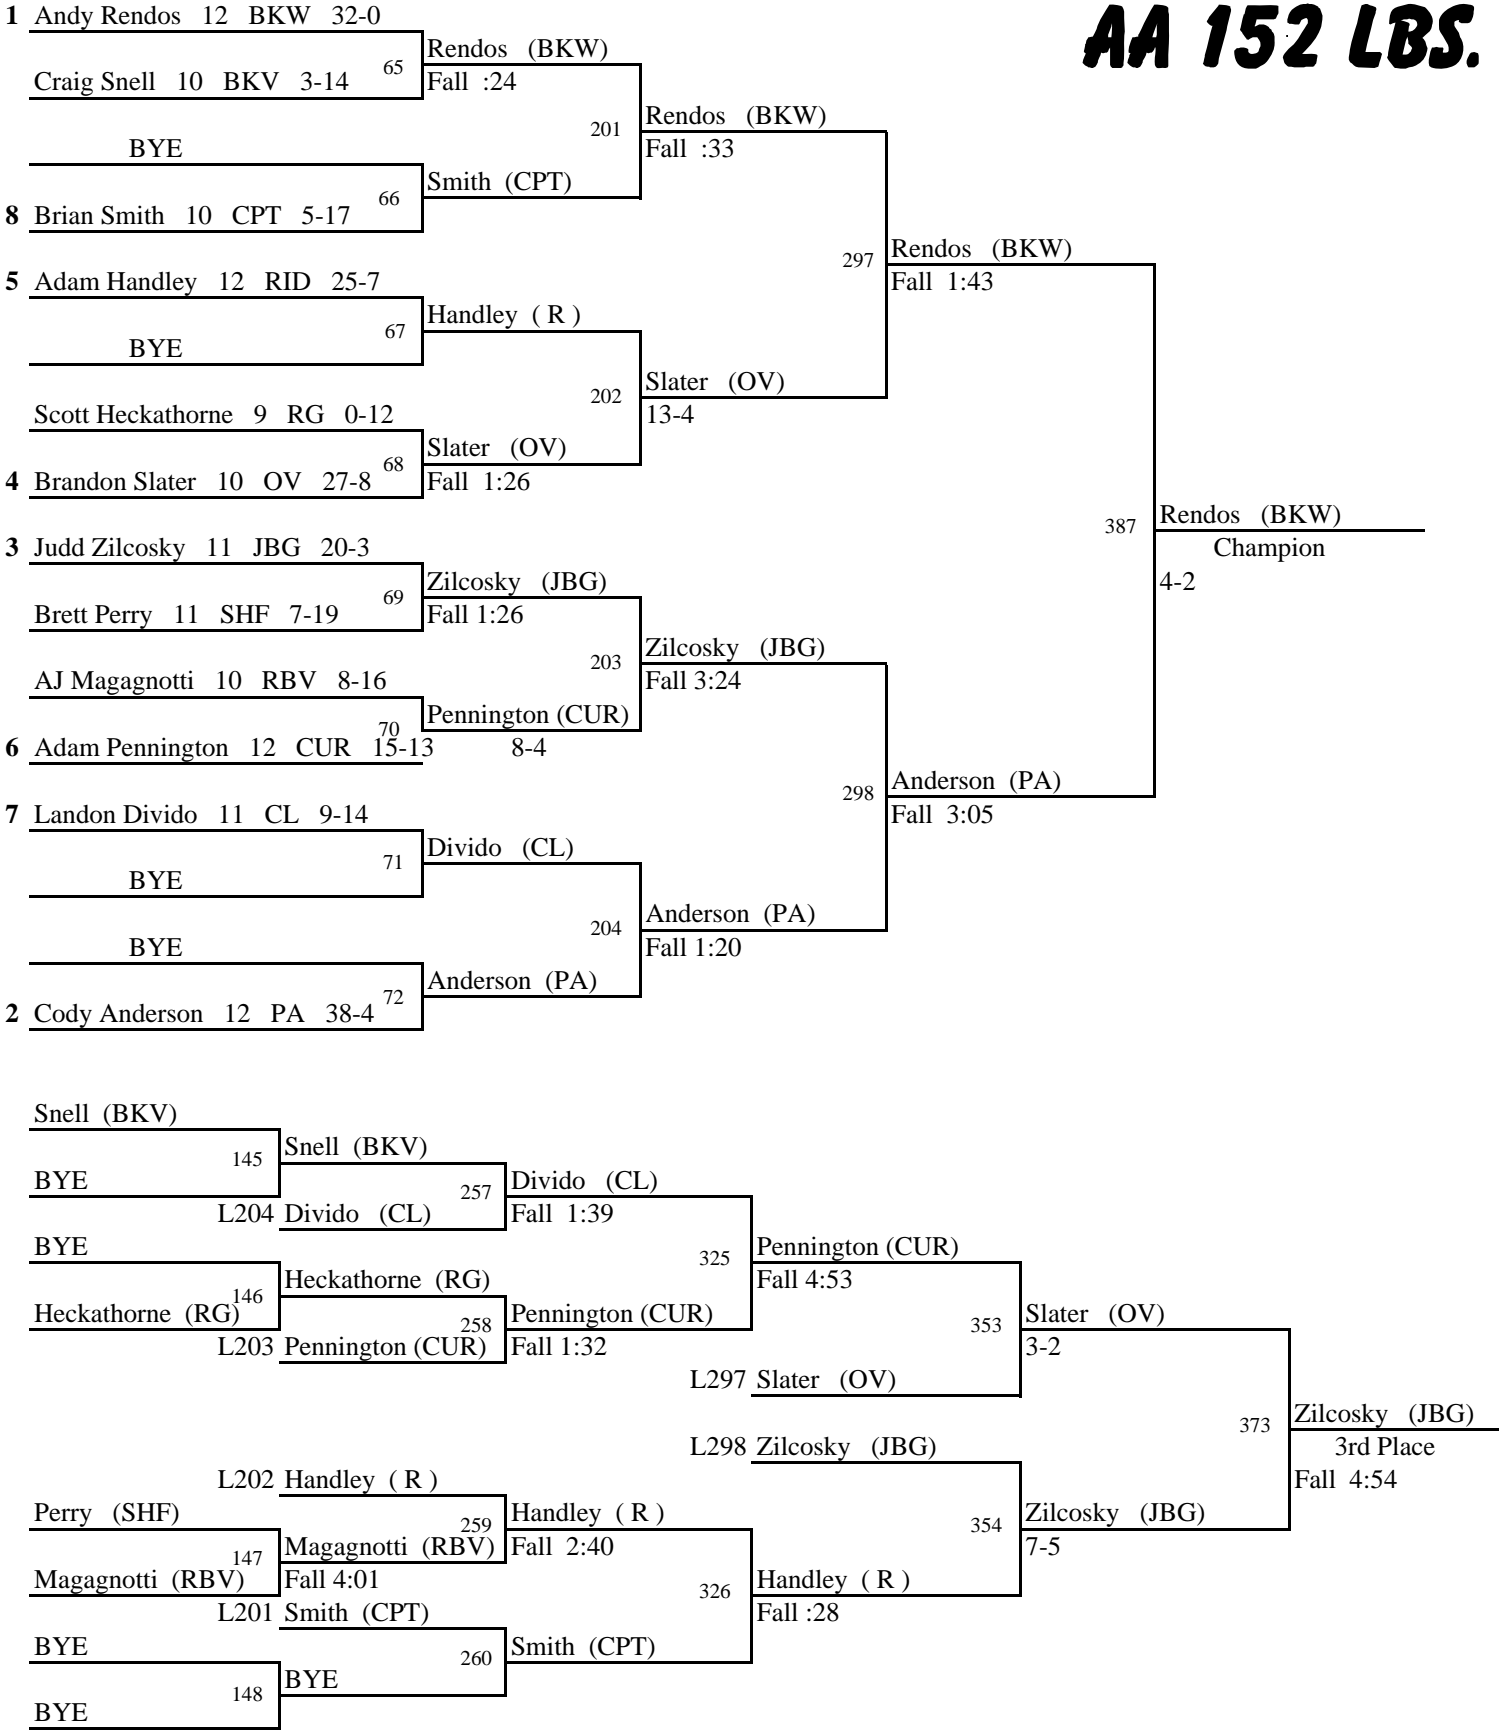 AA 152 LBS.
1 Andy Rendos 12 BKW 32-0
Rendos (BKW)
65
Craig Snell 10 BKV 3-14
Fall :24
Rendos (BKW)
201
BYE
Fall :33
Smith (CPT)
66
8 Brian Smith 10 CPT 5-17
Rendos (BKW)
297
5 Adam Handley 12 RID 25-7
Fall 1:43
Handley ( R )
67
BYE
Slater (OV)
202
Scott Heckathorne 9 RG 0-12
13-4
Slater (OV)
68
4 Brandon Slater 10 OV 27-8
Fall 1:26
Rendos (BKW)
387
Champion
4-2
3 Judd Zilcosky 11 JBG 20-3
Zilcosky (JBG)
69
Brett Perry 11 SHF 7-19
Fall 1:26
Zilcosky (JBG)
203
AJ Magagnotti 10 RBV 8-16
Fall 3:24
Pennington (CUR)
70
6 Adam Pennington 12 CUR 15-13
8-4
Anderson (PA)
298
7 Landon Divido 11 CL 9-14
Fall 3:05
Divido (CL)
71
BYE
Anderson (PA)
204
BYE
Fall 1:20
Anderson (PA)
72
2 Cody Anderson 12 PA 38-4
Snell (BKV)
Snell (BKV)
145
BYE
Divido (CL)
257
L204 Divido (CL)
Fall 1:39
BYE
Pennington (CUR)
325
Heckathorne (RG)
Fall 4:53
146
Heckathorne (RG)
Pennington (CUR)
258
L203 Pennington (CUR)
Fall 1:32
Slater (OV)
353
3-2
L297 Slater (OV)
Zilcosky (JBG)
373
3rd Place
Fall 4:54
L298 Zilcosky (JBG)
L202 Handley ( R )
Perry (SHF)
Handley ( R )
259
Zilcosky (JBG)
354
7-5
Magagnotti (RBV)
Fall 2:40
147
Magagnotti (RBV)
Fall 4:01
Handley ( R )
326
L201 Smith (CPT)
Fall :28
BYE
Smith (CPT)
260
BYE
148
BYE